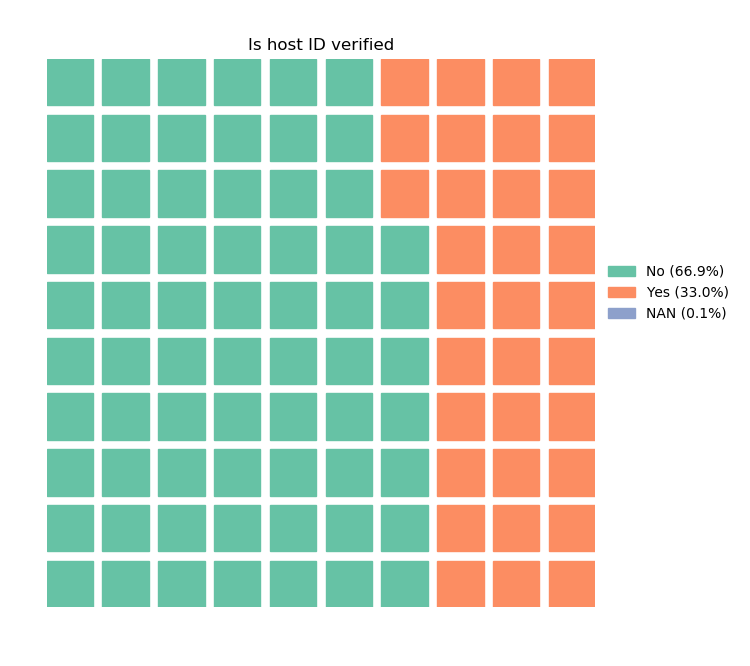 Is host ID verified
No (66.9%)
Yes (33.0%)
NAN (0.1%)